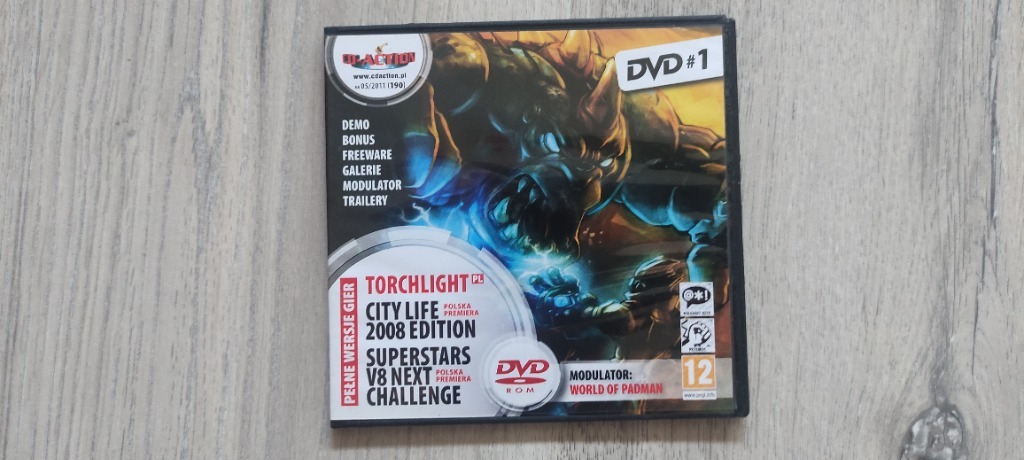 CD-ACTION
www.cdaction.pl
05/2011 (190)
DVD #1
DEMO
BONUS
FREEWARE
GALERIE
MODULATOR
TRAILERY
PEŁNE WERSJE GIER
TORCHLIGHT PL
CITY LIFE POLSKA PREMIERA
2008 EDITION
SUPERSTARS
V8 NEXT POLSKA PREMIERA
CHALLENGE
DVD
ROM
MODULATOR:
WORLD OF PADMAN
@*!
12
www.pegi.info